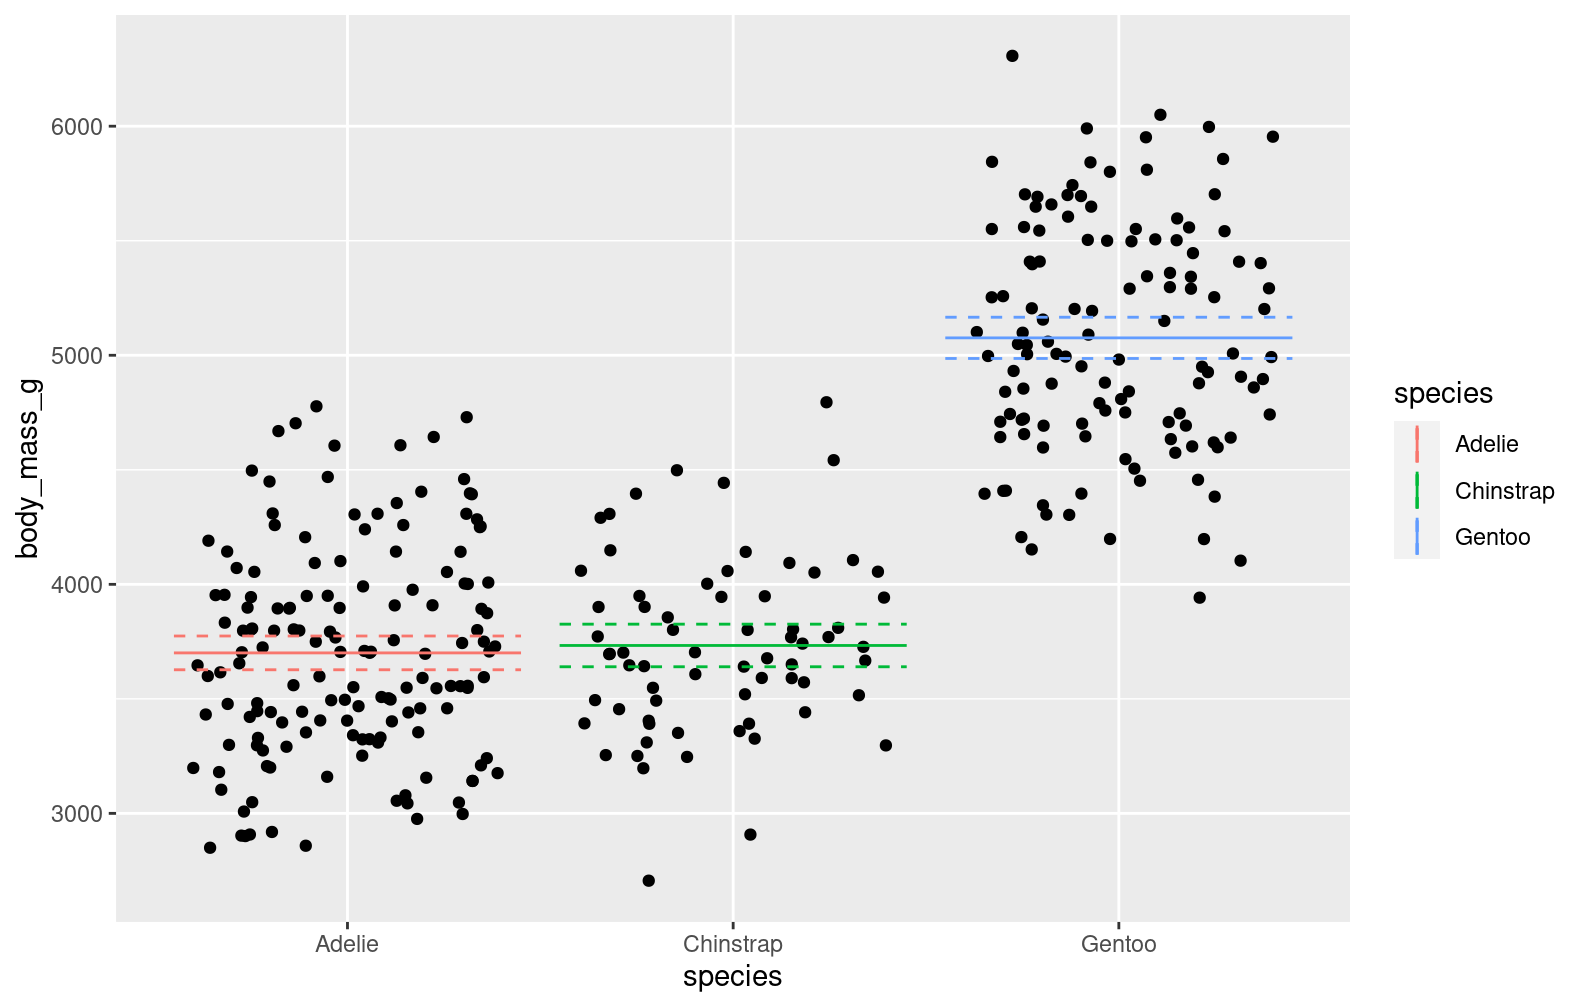 6000
5000
4000
3000
body_mass_g
Adelie
Chinstrap
Gentoo
species
species
Adelie
Chinstrap
Gentoo